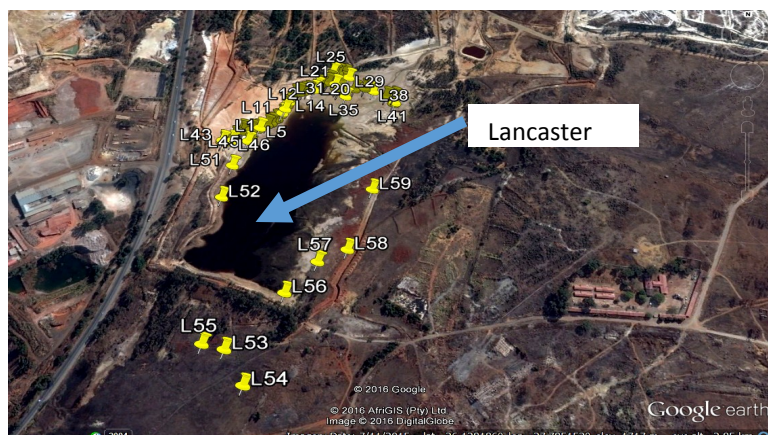 L25
L21
L29
L31
L20
L12
L38
L14
L11
L35
L41
L1
L5
L43
L45
L46
L51
Lancaster
L52
L59
L57
L58
L56
L55
L53
L54
© 2016 Google
© 2016 AfriGIS (Pty) Ltd.
Image © 2016 DigitalGlobe
Google earth